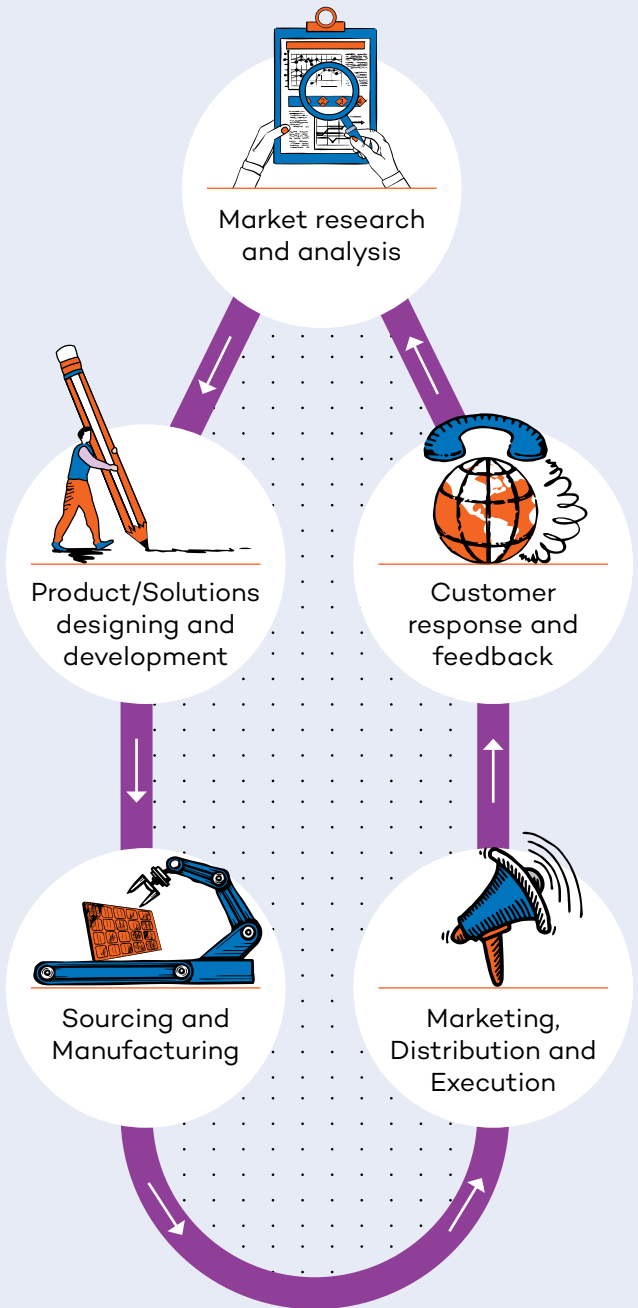 Market research
and analysis
Product/Solutions
designing and
development
Customer
response and
feedback
Sourcing and
Manufacturing
Marketing,
Distribution and
Execution